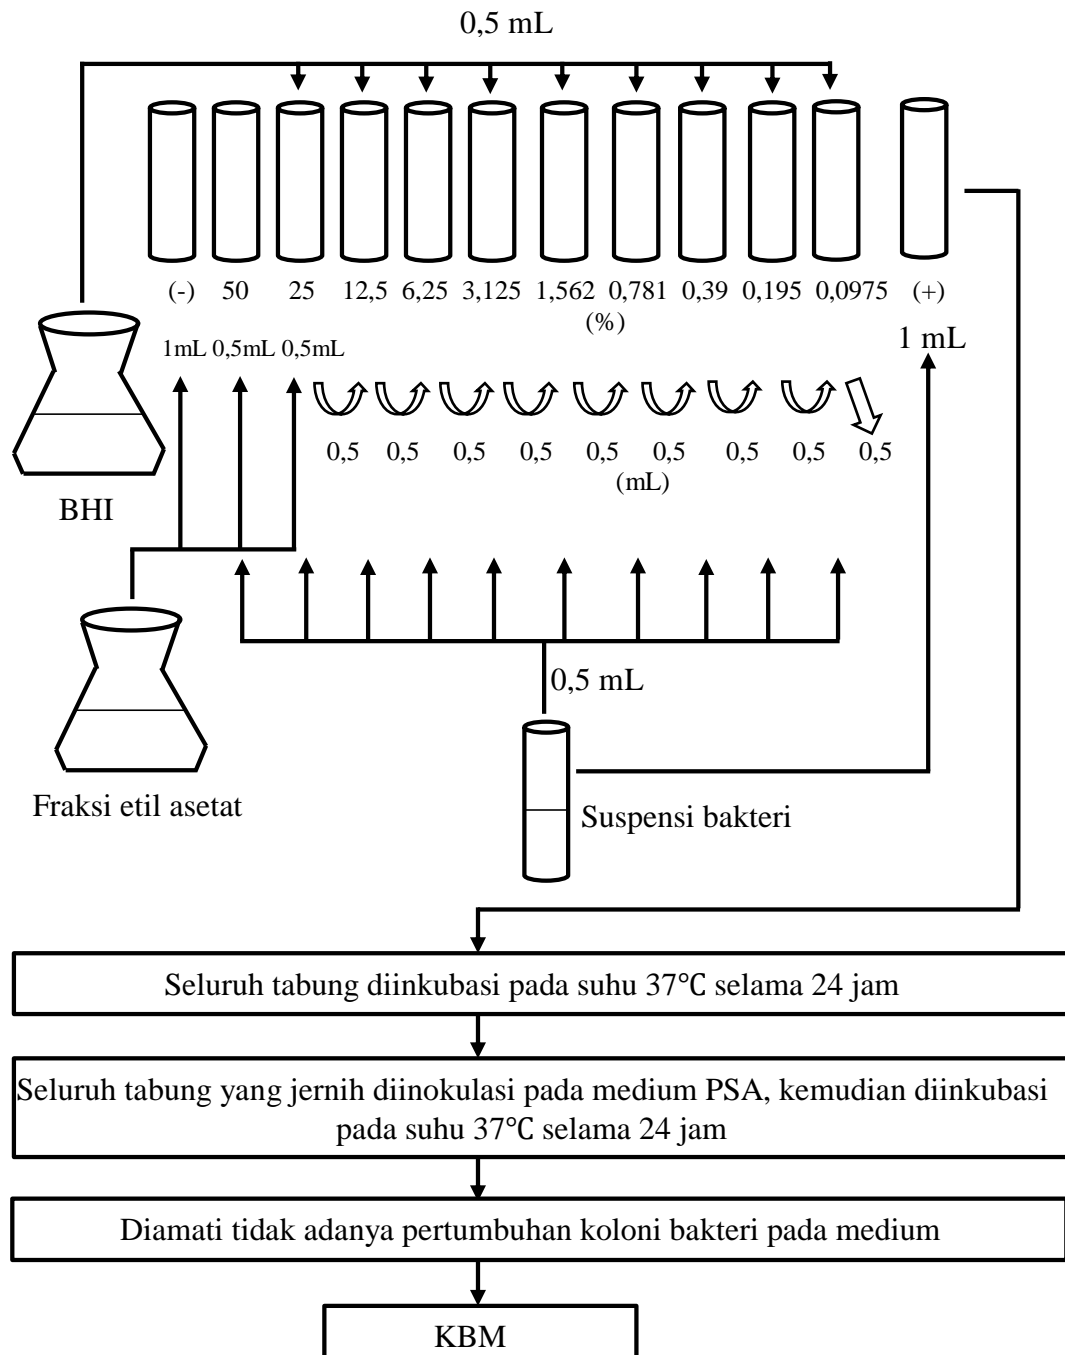 0,5 mL
(-) 50 25 12,5 6,25 3,125 1,562 0,781 0,39 0,195 0,0975 (+)
(%)
1mL 0,5mL 0,5mL 1 mL
0,5 0,5 0,5 0,5 0,5 0,5 0,5 0,5 0,5
(mL)
BHI
0,5 mL
Fraksi etil asetat
Suspensi bakteri
Seluruh tabung diinkubasi pada suhu 37℃ selama 24 jam
Seluruh tabung yang jernih diinokulasi pada medium PSA, kemudian diinkubasi
pada suhu 37℃ selama 24 jam
Diamati tidak adanya pertumbuhan koloni bakteri pada medium
KBM